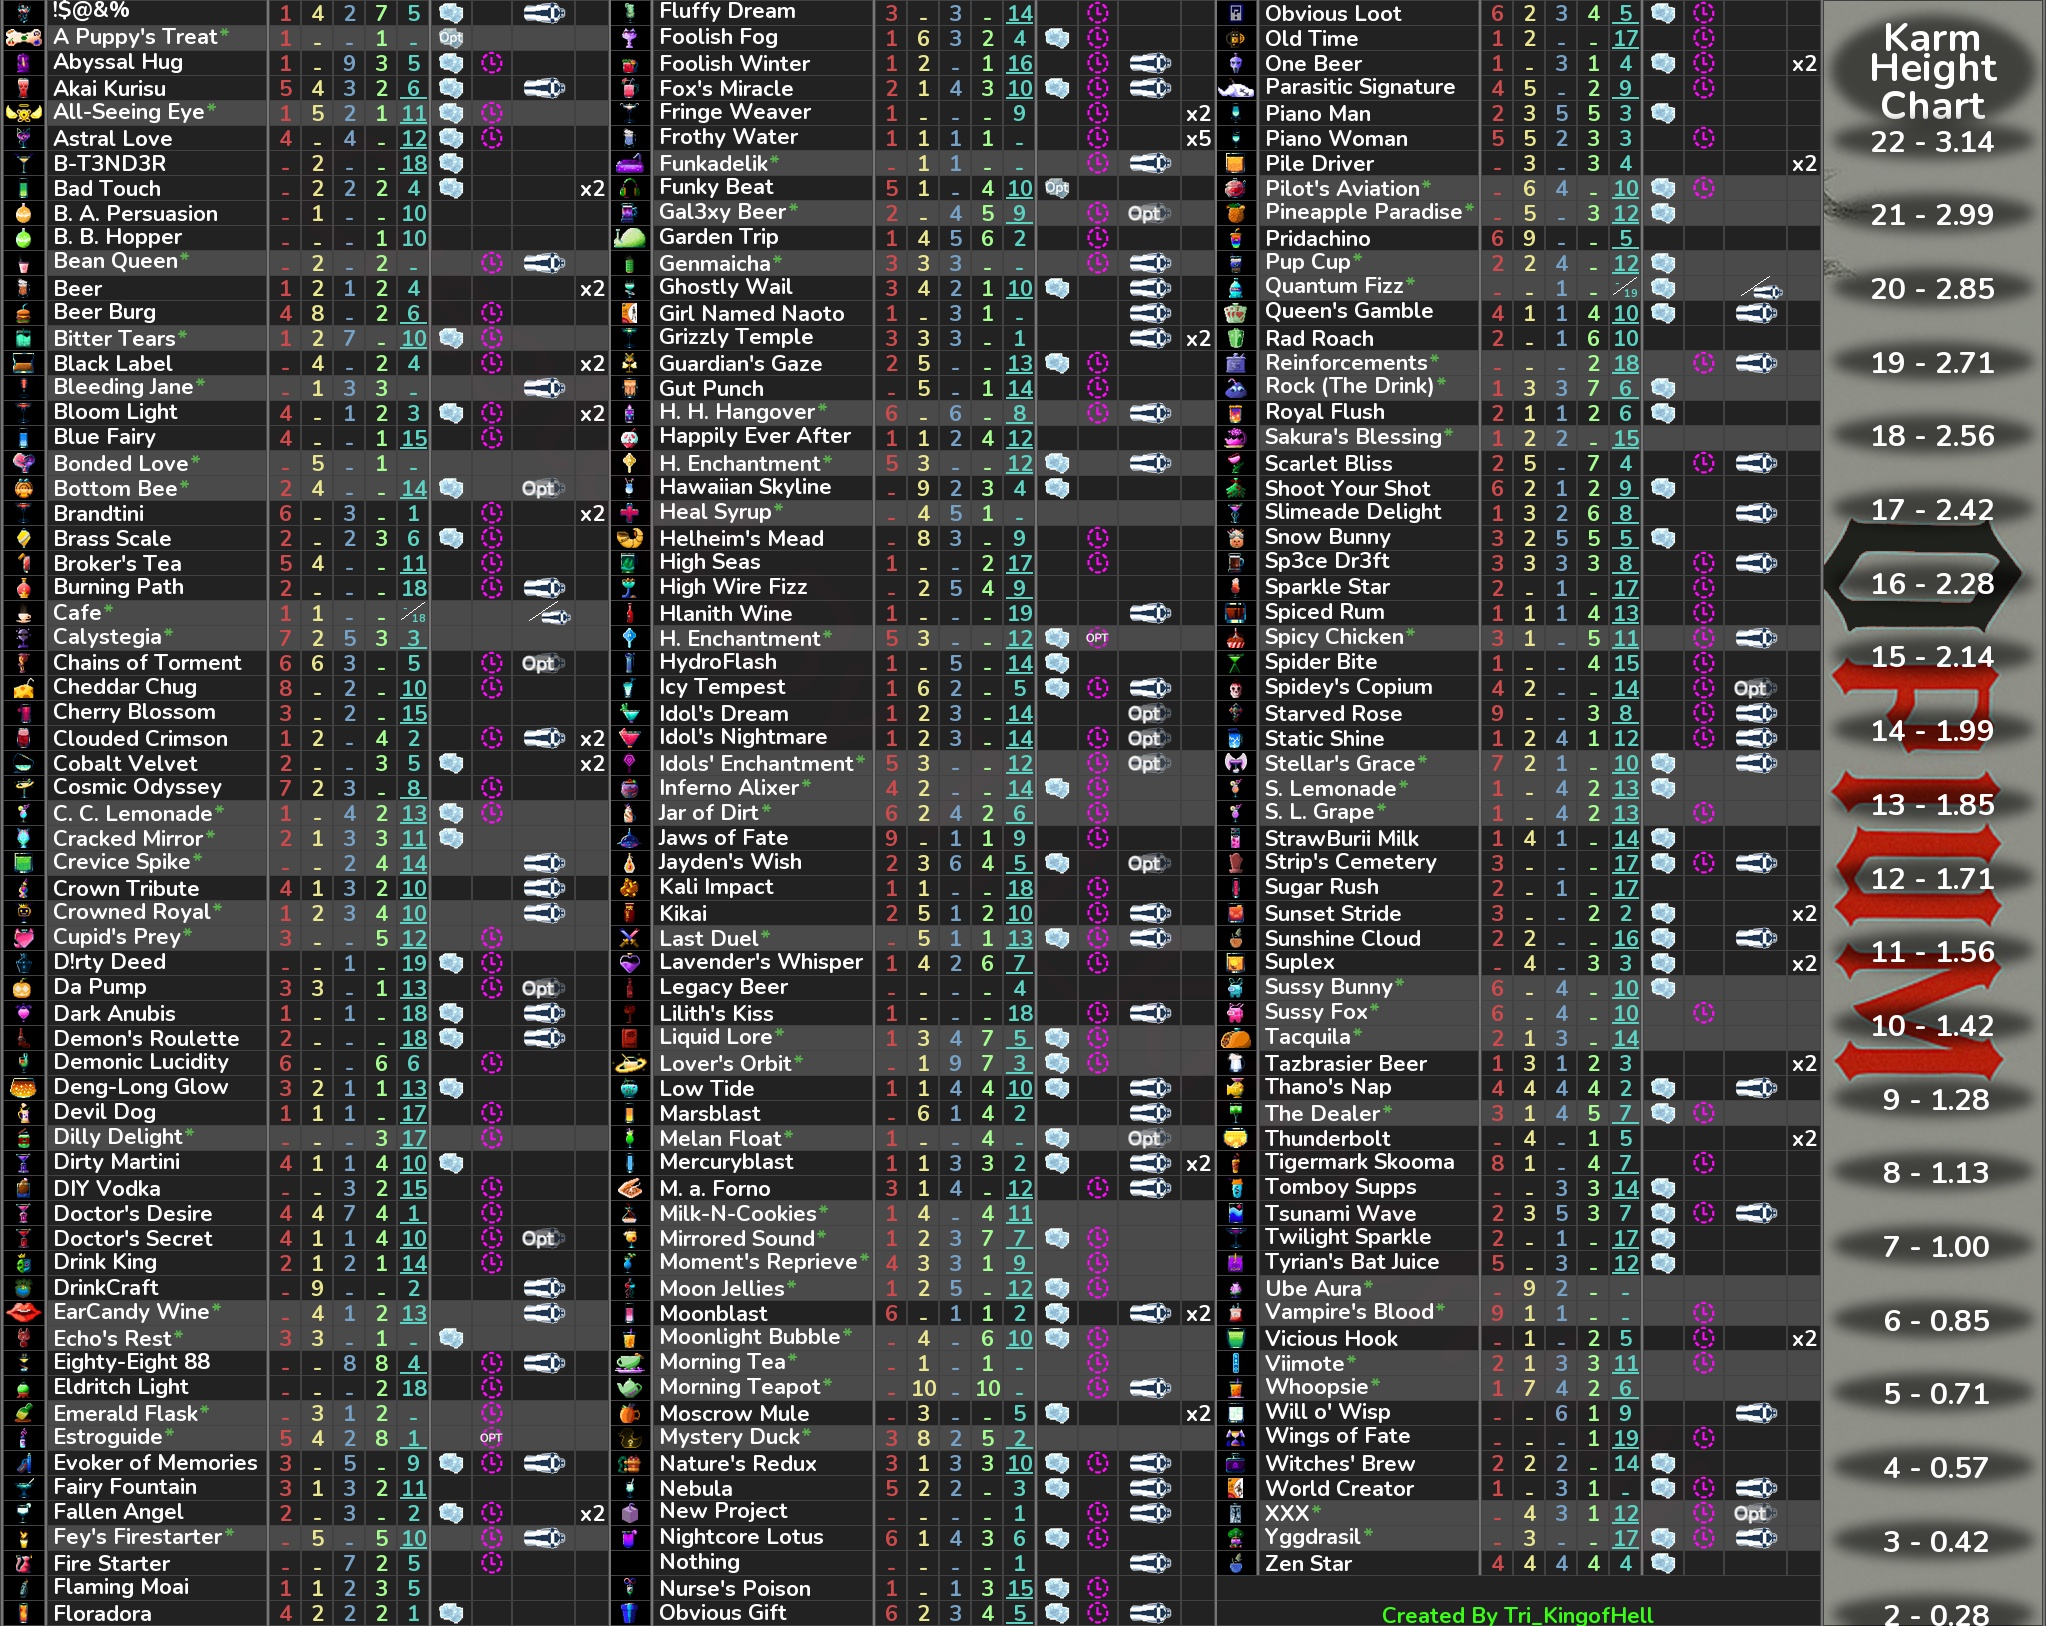 !$@&% 1 4 2 7 5
A Puppy's Treat* 1 - - 1 - Opt
Abyssal Hug 1 - 9 3 5
Akai Kurisu 5 4 3 2 6
All-Seeing Eye* 1 5 2 1 11
Astral Love 4 - 4 - 12
B-T3ND3R - 2 - - 18
Bad Touch - 2 2 2 4 x2
B. A. Persuasion - 1 - - 10
B. B. Hopper - - - 1 10
Bean Queen* - 2 - 2 -
Beer 1 2 1 2 4 x2
Beer Burg 4 8 - 2 6
Bitter Tears* 1 2 7 - 10
Black Label - 4 - 2 4 x2
Bleeding Jane* - 1 3 3 -
Bloom Light 4 - 1 2 3 x2
Blue Fairy 4 - - 1 15
Bonded Love* - 5 - 1 -
Bottom Bee* 2 4 - - 14 Opt
Brandtini 6 - 3 - 1 x2
Brass Scale 2 - 2 3 6
Broker's Tea 5 4 - - 11
Burning Path 2 - - - 18
Cafe* 1 1 - - -/18
Calystegia* 7 2 5 3 3
Chains of Torment 6 6 3 - 5 Opt
Cheddar Chug 8 - 2 - 10
Cherry Blossom 3 - 2 - 15
Clouded Crimson 1 2 - 4 2 x2
Cobalt Velvet 2 - - 3 5 x2
Cosmic Odyssey 7 2 3 - 8
C. C. Lemonade* 1 - 4 2 13
Cracked Mirror* 2 1 3 3 11
Crevice Spike* - - 2 4 14
Crown Tribute 4 1 3 2 10
Crowned Royal* 1 2 3 4 10
Cupid's Prey* 3 - - 5 12
D!rty Deed - - 1 - 19
Da Pump 3 3 - 1 13 Opt
Dark Anubis 1 - 1 - 18
Demon's Roulette 2 - - - 18
Demonic Lucidity 6 - - 6 6
Deng-Long Glow 3 2 1 1 13
Devil Dog 1 1 1 - 17
Dilly Delight* - - - 3 17
Dirty Martini 4 1 1 4 10
DIY Vodka - - 3 2 15
Doctor's Desire 4 4 7 4 1
Doctor's Secret 4 1 1 4 10 Opt
Drink King 2 1 2 1 14
DrinkCraft - 9 - - 2
EarCandy Wine* - 4 1 2 13
Echo's Rest* 3 3 - 1 -
Eighty-Eight 88 - - 8 8 4
Eldritch Light - - - 2 18
Emerald Flask* - 3 1 2 -
Estroguide* 5 4 2 8 1 OPT
Evoker of Memories 3 - 5 - 9
Fairy Fountain 3 1 3 2 11
Fallen Angel 2 - 3 - 2 x2
Fey's Firestarter* - 5 - 5 10
Fire Starter - - 7 2 5
Flaming Moai 1 1 2 3 5
Floradora 4 2 2 2 1
Fluffy Dream 3 - 3 - 14
Foolish Fog 1 6 3 2 4
Foolish Winter 1 2 - 1 16
Fox's Miracle 2 1 4 3 10
Fringe Weaver 1 - - - 9 x2
Frothy Water 1 1 1 1 - x5
Funkadelik* - 1 1 - -
Funky Beat 5 1 - 4 10 Opt
Gal3xy Beer* 2 - 4 5 9 Opt
Garden Trip 1 4 5 6 2
Genmaicha* 3 3 3 - -
Ghostly Wail 3 4 2 1 10
Girl Named Naoto 1 - 3 1 -
Grizzly Temple 3 3 3 - 1 x2
Guardian's Gaze 2 5 - - 13
Gut Punch - 5 - 1 14
H. H. Hangover* 6 - 6 - 8
Happily Ever After 1 1 2 4 12
H. Enchantment* 5 3 - - 12
Hawaiian Skyline - 9 2 3 4
Heal Syrup* - 4 5 1 -
Helheim's Mead - 8 3 - 9
High Seas 1 - - 2 17
High Wire Fizz - 2 5 4 9
Hlanith Wine 1 - - - 19
H. Enchantment* 5 3 - - 12 OPT
HydroFlash 1 - 5 - 14
Icy Tempest 1 6 2 - 5
Idol's Dream 1 2 3 - 14 Opt
Idol's Nightmare 1 2 3 - 14 Opt
Idols' Enchantment* 5 3 - - 12 Opt
Inferno Alixer* 4 2 - - 14
Jar of Dirt* 6 2 4 2 6
Jaws of Fate 9 - 1 1 9
Jayden's Wish 2 3 6 4 5 Opt
Kali Impact 1 1 - - 18
Kikai 2 5 1 2 10
Last Duel* - 5 1 1 13
Lavender's Whisper 1 4 2 6 7
Legacy Beer - - - - 4
Lilith's Kiss 1 - - - 18
Liquid Lore* 1 3 4 7 5
Lover's Orbit* - 1 9 7 3
Low Tide 1 1 4 4 10
Marsblast - 6 1 4 2
Melan Float* 1 - - 4 - Opt
Mercuryblast 1 1 3 3 2 x2
M. a. Forno 3 1 4 - 12
Milk-N-Cookies* 1 4 - 4 11
Mirrored Sound* 1 2 3 7 7
Moment's Reprieve* 4 3 3 1 9
Moon Jellies* 1 2 5 - 12
Moonblast 6 - 1 1 2 x2
Moonlight Bubble* - 4 - 6 10
Morning Tea* - 1 - 1 -
Morning Teapot* - 10 - 10 -
Moscrow Mule - 3 - - 5 x2
Mystery Duck* 3 8 2 5 2
Nature's Redux 3 1 3 3 10
Nebula 5 2 2 - 3
New Project - - - - 1
Nightcore Lotus 6 1 4 3 6
Nothing - - - - 1
Nurse's Poison 1 - 1 3 15
Obvious Gift 6 2 3 4 5
Obvious Loot 6 2 3 4 5
Old Time 1 2 - - 17
One Beer 1 - 3 1 4 x2
Parasitic Signature 4 5 - 2 9
Piano Man 2 3 5 5 3
Piano Woman 5 5 2 3 3
Pile Driver - 3 - 3 4 x2
Pilot's Aviation* - 6 4 - 10
Pineapple Paradise* - 5 - 3 12
Pridachino 6 9 - - 5
Pup Cup* 2 2 4 - 12
Quantum Fizz* - - 1 - -/19
Queen's Gamble 4 1 1 4 10
Rad Roach 2 - 1 6 10
Reinforcements* - - - 2 18
Rock (The Drink)* 1 3 3 7 6
Royal Flush 2 1 1 2 6
Sakura's Blessing* 1 2 2 - 15
Scarlet Bliss 2 5 - 7 4
Shoot Your Shot 6 2 1 2 9
Slimeade Delight 1 3 2 6 8
Snow Bunny 3 2 5 5 5
Sp3ce Dr3ft 3 3 3 3 8
Sparkle Star 2 - 1 - 17
Spiced Rum 1 1 1 4 13
Spicy Chicken* 3 1 - 5 11
Spider Bite 1 - - 4 15
Spidey's Copium 4 2 - - 14 Opt
Starved Rose 9 - - 3 8
Static Shine 1 2 4 1 12
Stellar's Grace* 7 2 1 - 10
S. Lemonade* 1 - 4 2 13
S. L. Grape* 1 - 4 2 13
StrawBurii Milk 1 4 1 - 14
Strip's Cemetery 3 - - - 17
Sugar Rush 2 - 1 - 17
Sunset Stride 3 - - 2 2 x2
Sunshine Cloud 2 2 - - 16
Suplex - 4 - 3 3 x2
Sussy Bunny* 6 - 4 - 10
Sussy Fox* 6 - 4 - 10
Tacquila* 2 1 3 - 14
Tazbrasier Beer 1 3 1 2 3 x2
Thano's Nap 4 4 4 4 2
The Dealer* 3 1 4 5 7
Thunderbolt - 4 - 1 5 x2
Tigermark Skooma 8 1 - 4 7
Tomboy Supps - - 3 3 14
Tsunami Wave 2 3 5 3 7
Twilight Sparkle 2 - 1 - 17
Tyrian's Bat Juice 5 - 3 - 12
Ube Aura* - 9 2 - -
Vampire's Blood* 9 1 1 - -
Vicious Hook - 1 - 2 5 x2
Viimote* 2 1 3 3 11
Whoopsie* 1 7 4 2 6
Will o' Wisp - - 6 1 9
Wings of Fate - - - 1 19
Witches' Brew 2 2 2 - 14
World Creator 1 - 3 1 -
XXX* - 4 3 1 12 Opt
Yggdrasil* - 3 - - 17
Zen Star 4 4 4 4 4
Created By Tri_KingofHell
Karm
Height
Chart
22 - 3.14
21 - 2.99
20 - 2.85
19 - 2.71
18 - 2.56
17 - 2.42
16 - 2.28
15 - 2.14
14 - 1.99
13 - 1.85
12 - 1.71
11 - 1.56
10 - 1.42
9 - 1.28
8 - 1.13
7 - 1.00
6 - 0.85
5 - 0.71
4 - 0.57
3 - 0.42
2 - 0.28